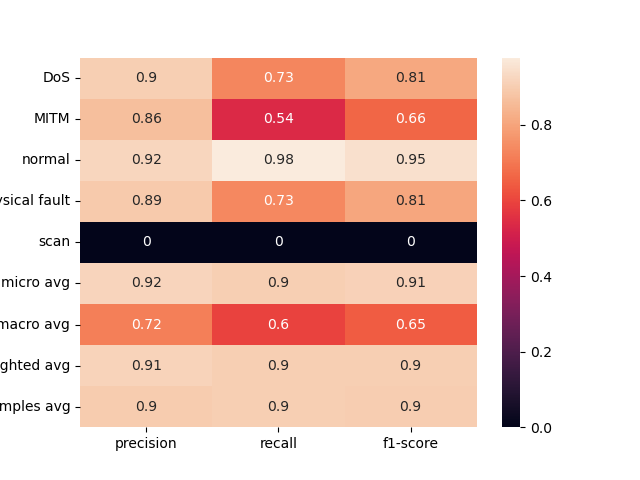 DoS 0.9 0.73 0.81
MITM 0.86 0.54 0.66
normal 0.92 0.98 0.95
ysical fault 0.89 0.73 0.81
scan 0 0 0
micro avg 0.92 0.9 0.91
macro avg 0.72 0.6 0.65
ghted avg 0.91 0.9 0.9
mples avg 0.9 0.9 0.9
precision recall f1-score
0.8
0.6
0.4
0.2
0.0